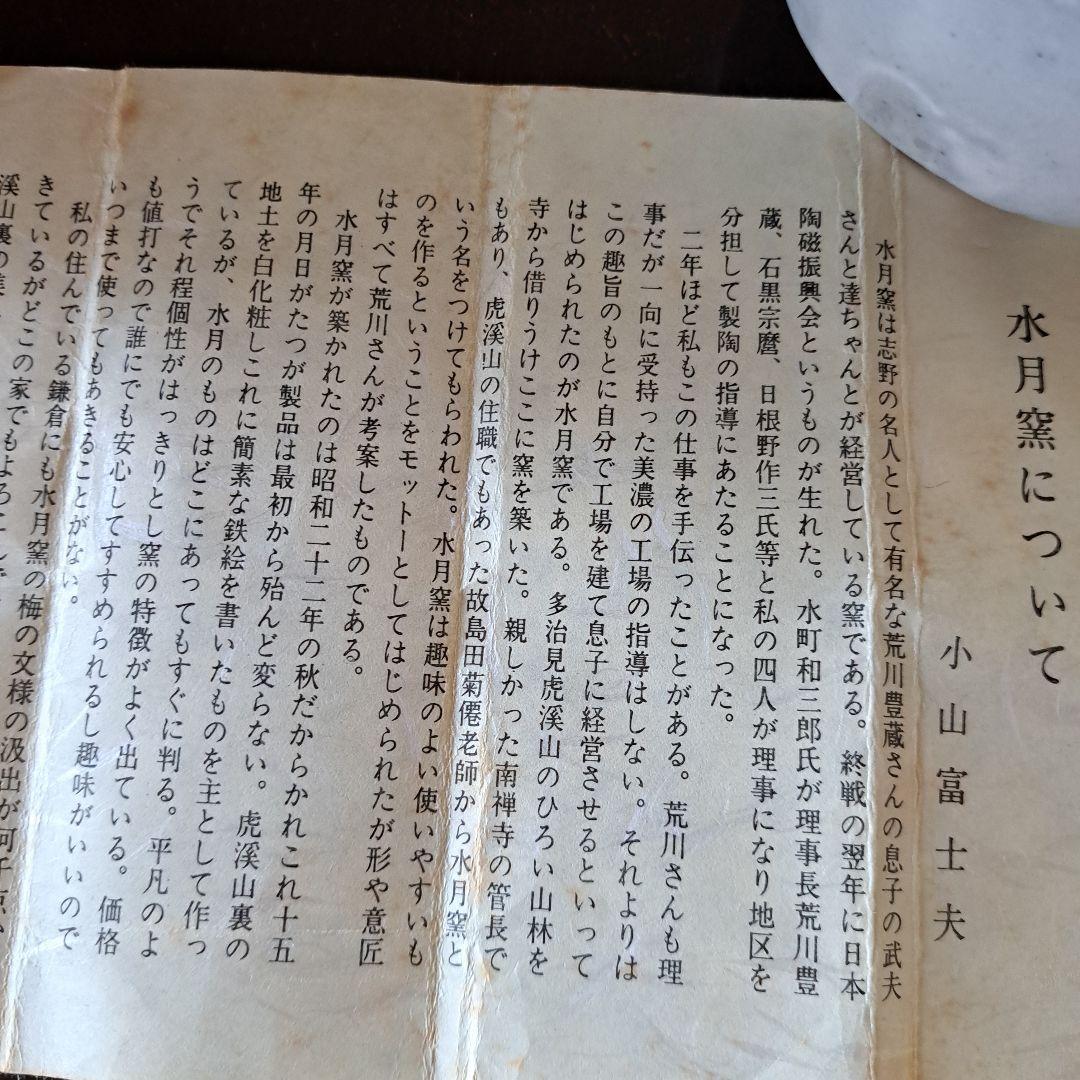 水月窯について
小山富士夫
水月窯は志野の名人として有名な荒川豊蔵さんの息子の武夫
さんと達ちゃんとが経営している窯である。終戦の翌年に日本
陶磁振興会というものが生れた。水町和三郎氏が理事長荒川豊
蔵、石黒宗麿、日根野作三氏等と私の四人が理事になり地区を
分担して製陶の指導にあたることになった。
二年ほど私もこの仕事を手伝ったことがある。荒川さんも理
事だが一向に受持った美濃の工場の指導はしない。それよりは
この趣旨のもとに自分で工場を建て息子に経営させるといって
はじめられたのが水月窯である。多治見虎溪山のひろい山林を
寺から借りうけここに窯を築いた。親しかった南禅寺の管長で
もあり、虎溪山の住職でもあった故島田菊僊老師から水月窯と
いう名をつけてもらわれた。水月窯は趣味のよい使いやすいも
のを作るということをモットーとしてはじめられたが形や意匠
はすべて荒川さんが考案したものである。
水月窯が築かれたのは昭和二十二年の秋だからかれこれ十五
年の月日がたつが製品は最初から殆んど変らない。虎溪山裏の
地土を白化粧しこれに簡素な鉄絵を書いたものを主として作っ
ているが、水月のものはどこにあってもすぐに判る。平凡のよ
うでそれ程個性がはっきりとし窯の特徴がよく出ている。価格
も値打なので誰にでも安心してすすめられるし趣味がいいので
いつまで使ってもあきることがない。
私の住んでいる鎌倉にも水月窯の梅の文様の汲出が何千
きているがどこの家でもよろこんで
溪山裏の美